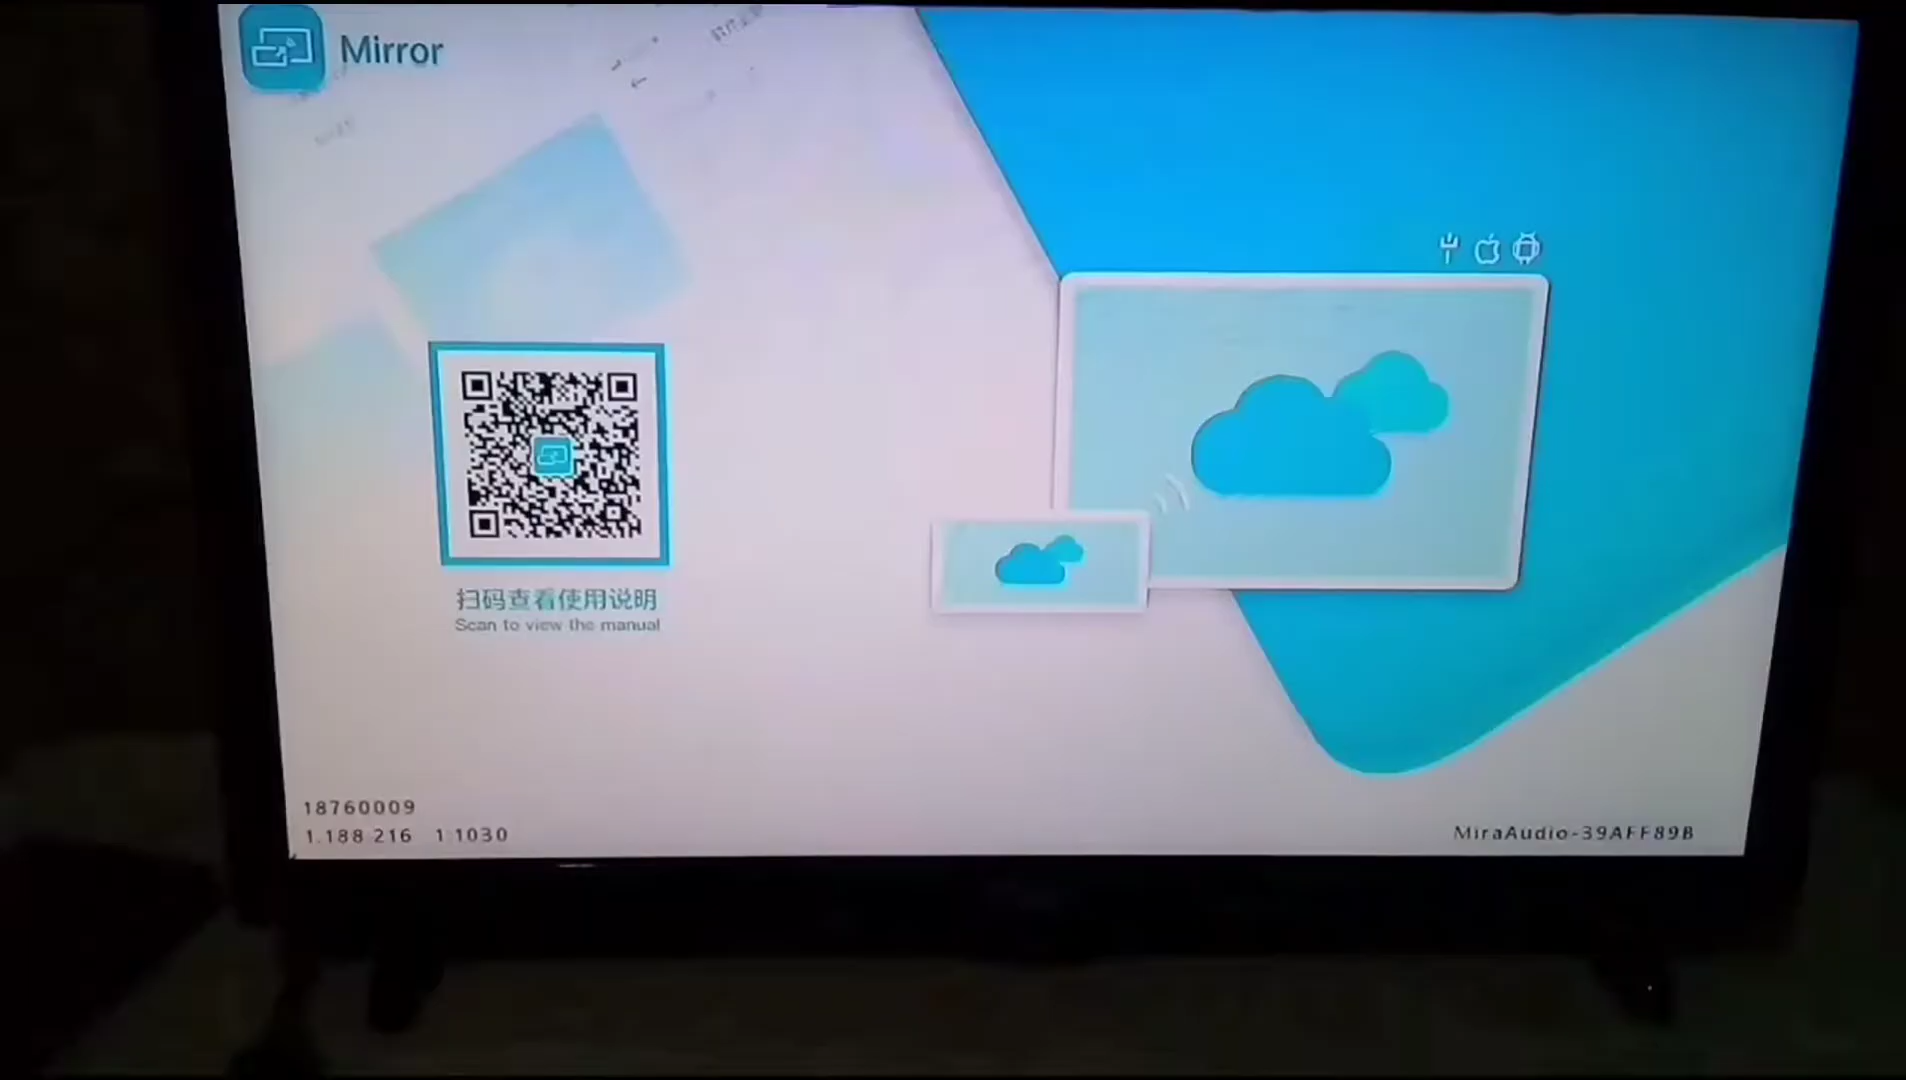 Mirror
扫码查看使用说明
Scan to view the manual
18760009
1.188 216 1 1030
MiraAudio-39AFF89B